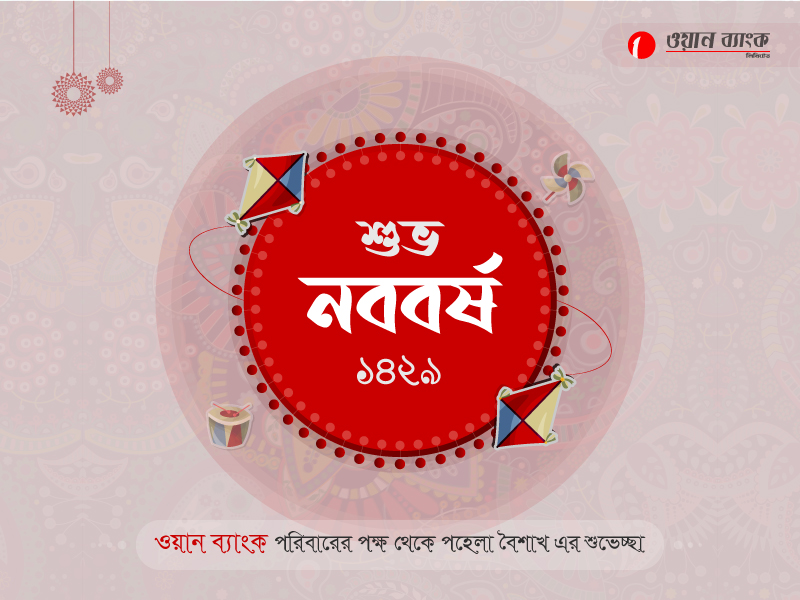 ওয়ান ব্যাংক
লিমিটেড
শুভ
নববর্ষ
১৪২৯
ওয়ান ব্যাংক পরিবারের পক্ষ থেকে পহেলা বৈশাখ এর শুভেচ্ছা